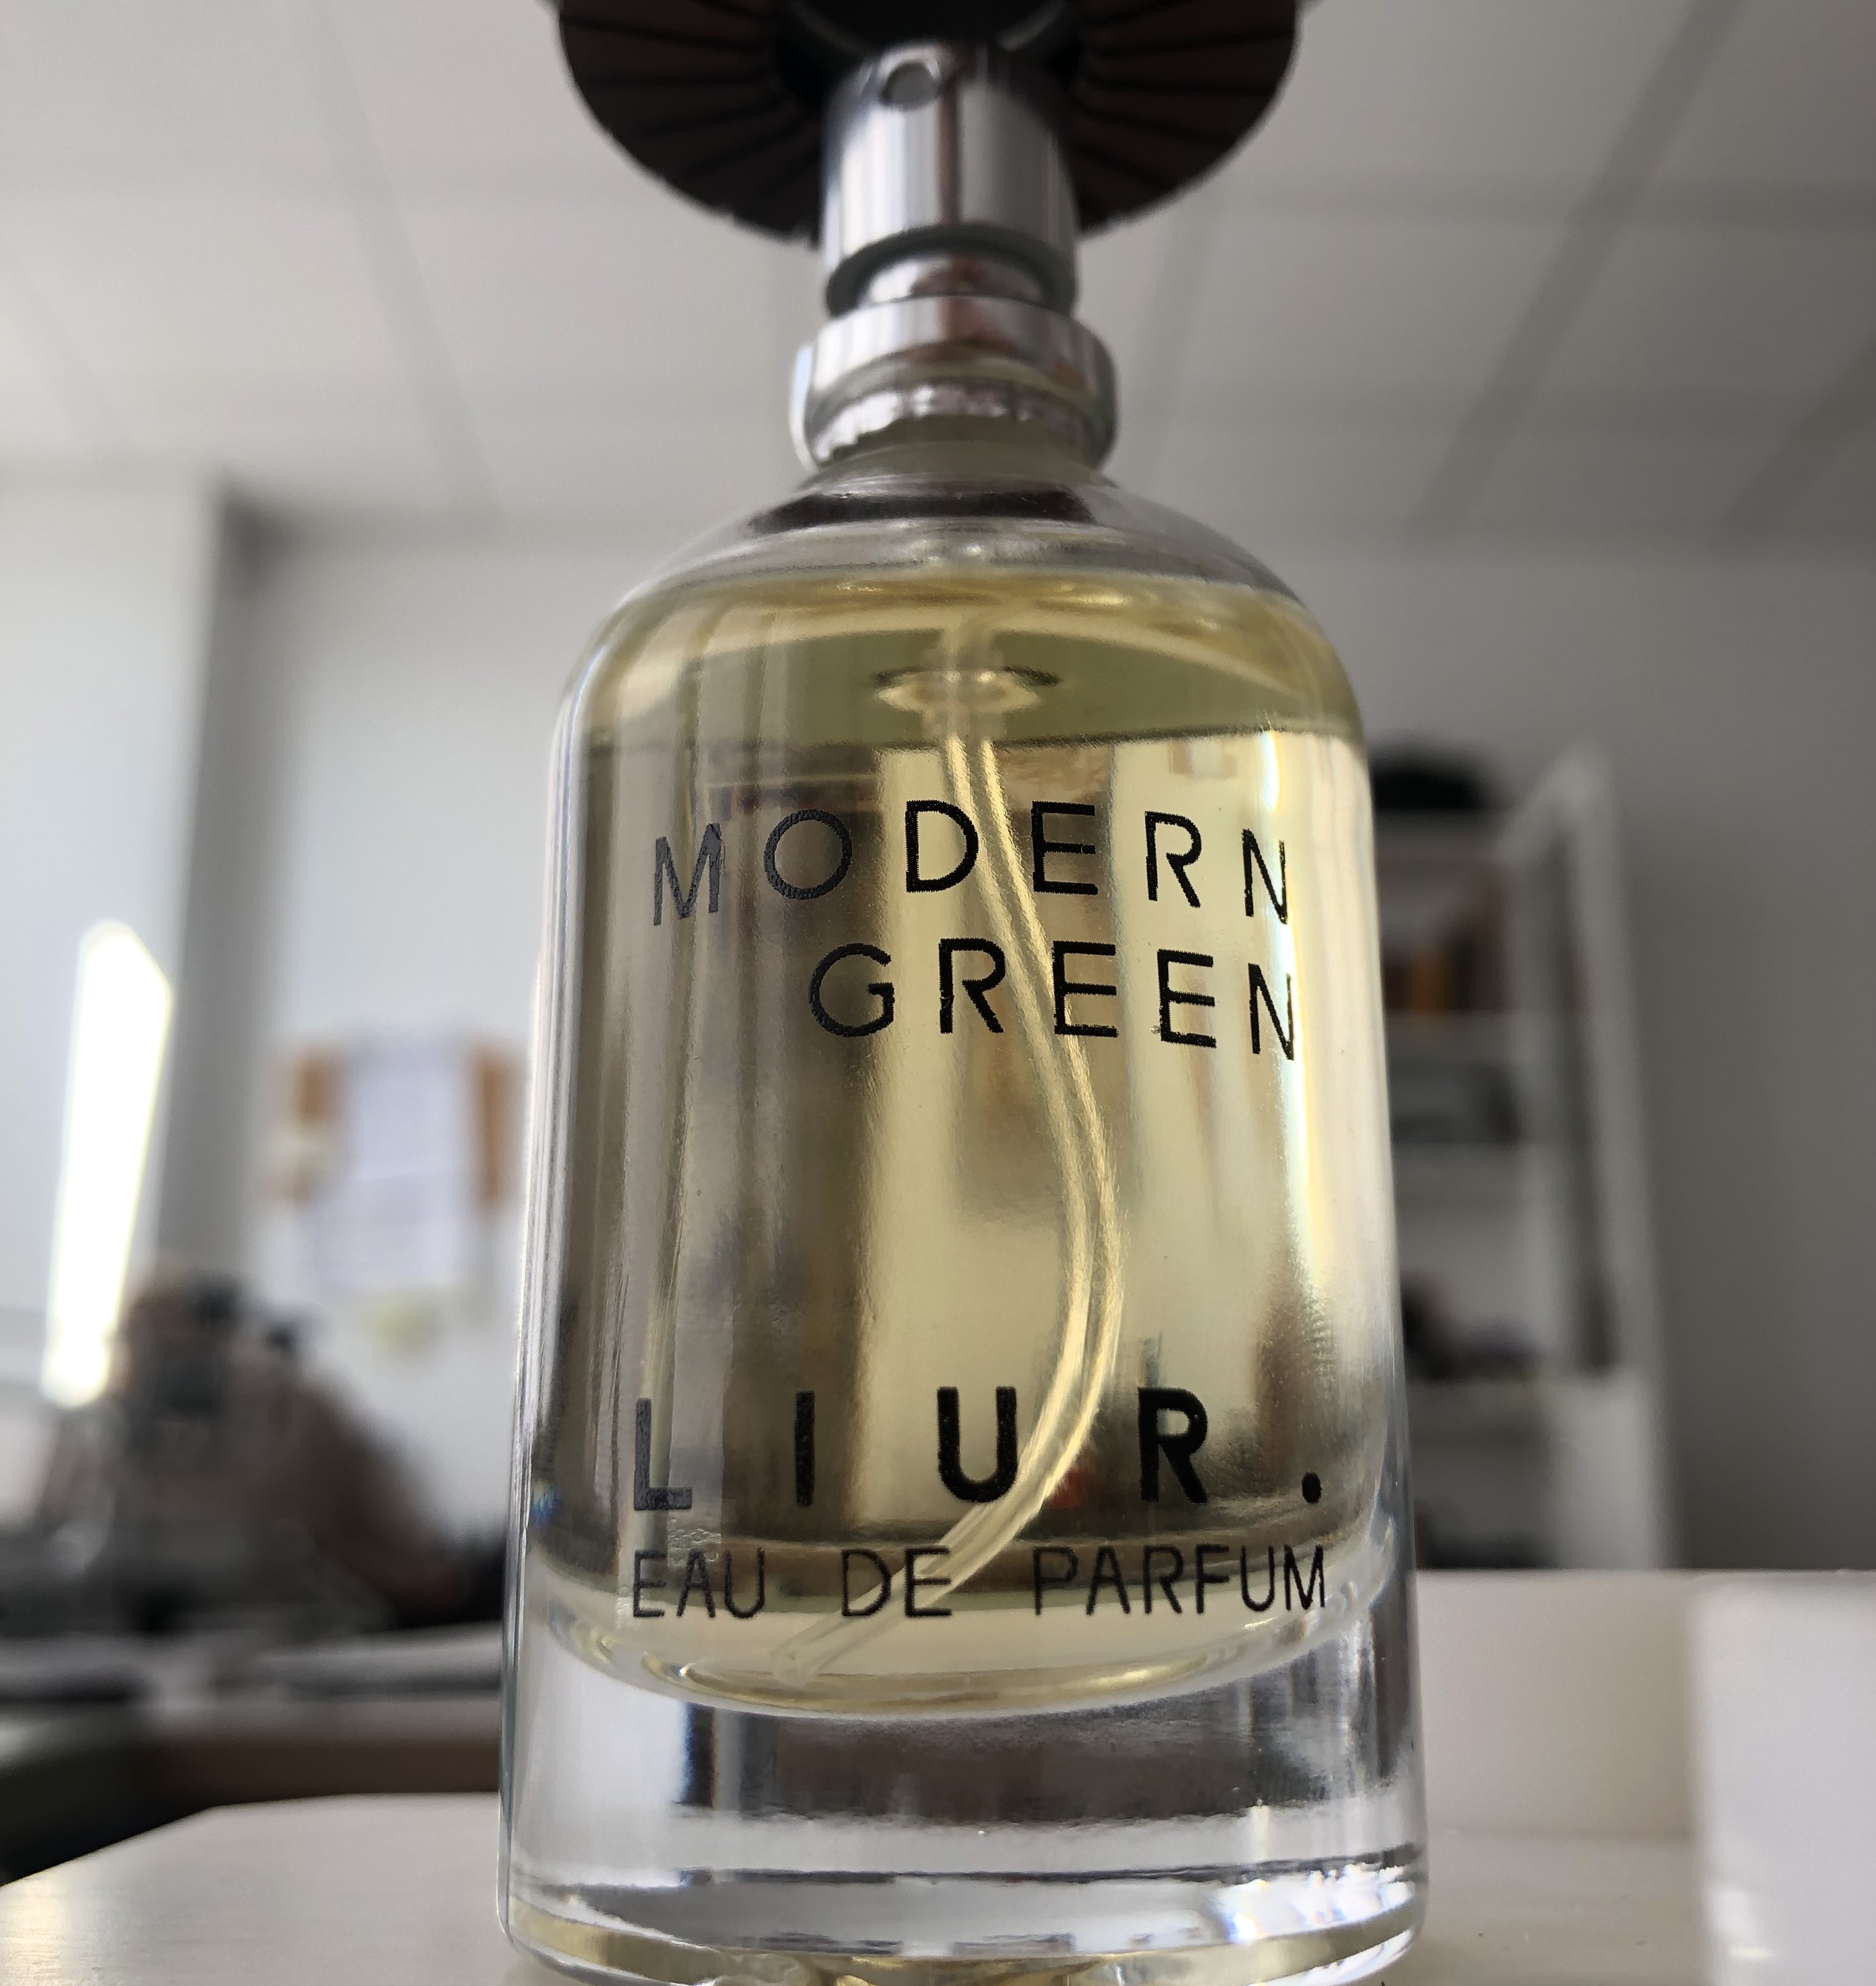 MODERN
GREEN
LIUR.
EAU DE PARFUM